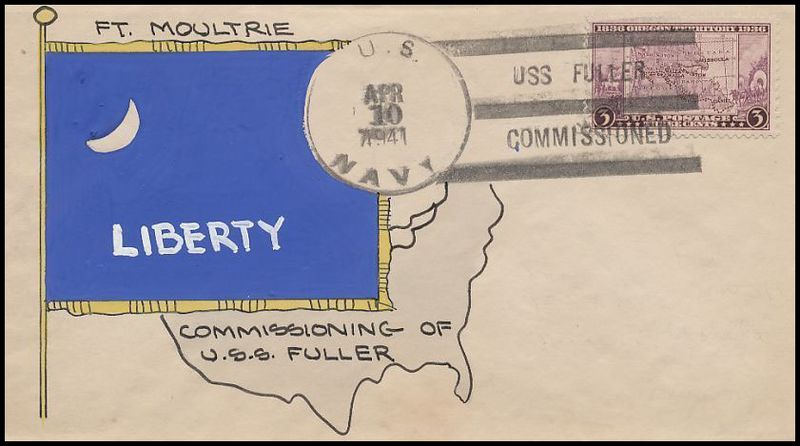 FT. MOULTRIE
U.S.
APR
10
1941
NAVY
USS FULLER
COMMISSIONED
1836 OREGON TERRITORY 1936
3 U.S. POSTAGE 3
LIBERTY
COMMISSIONING OF
U.S.S. FULLER